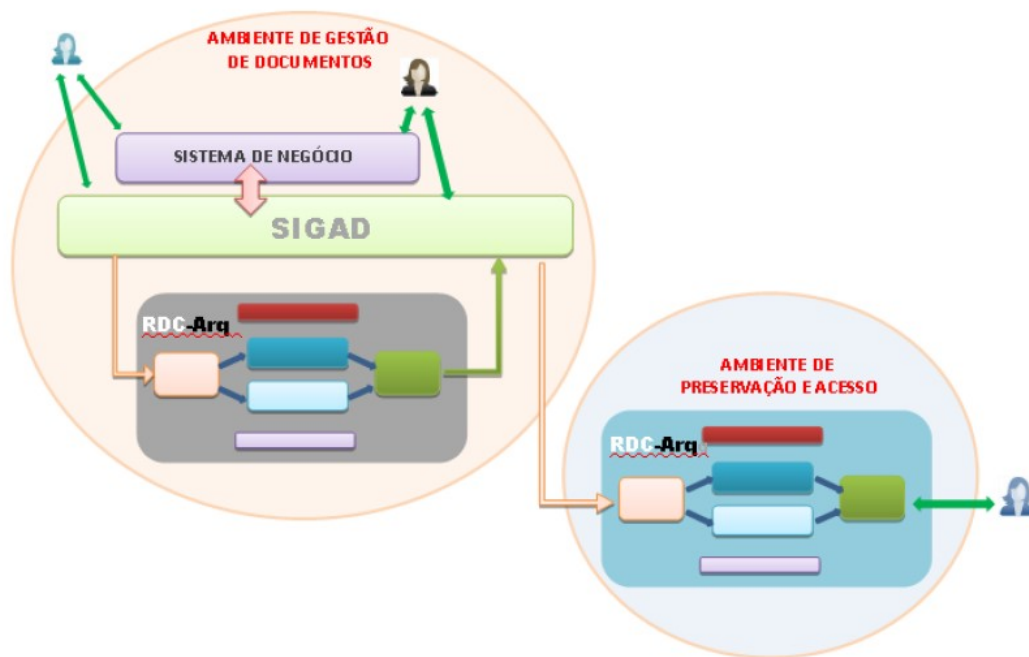 AMBIENTE DE GESTÃO
DE DOCUMENTOS
SISTEMA DE NEGÓCIO
SIGAD
RDC-Arq
AMBIENTE DE
PRESERVAÇÃO E ACESSO
RDC-Arq